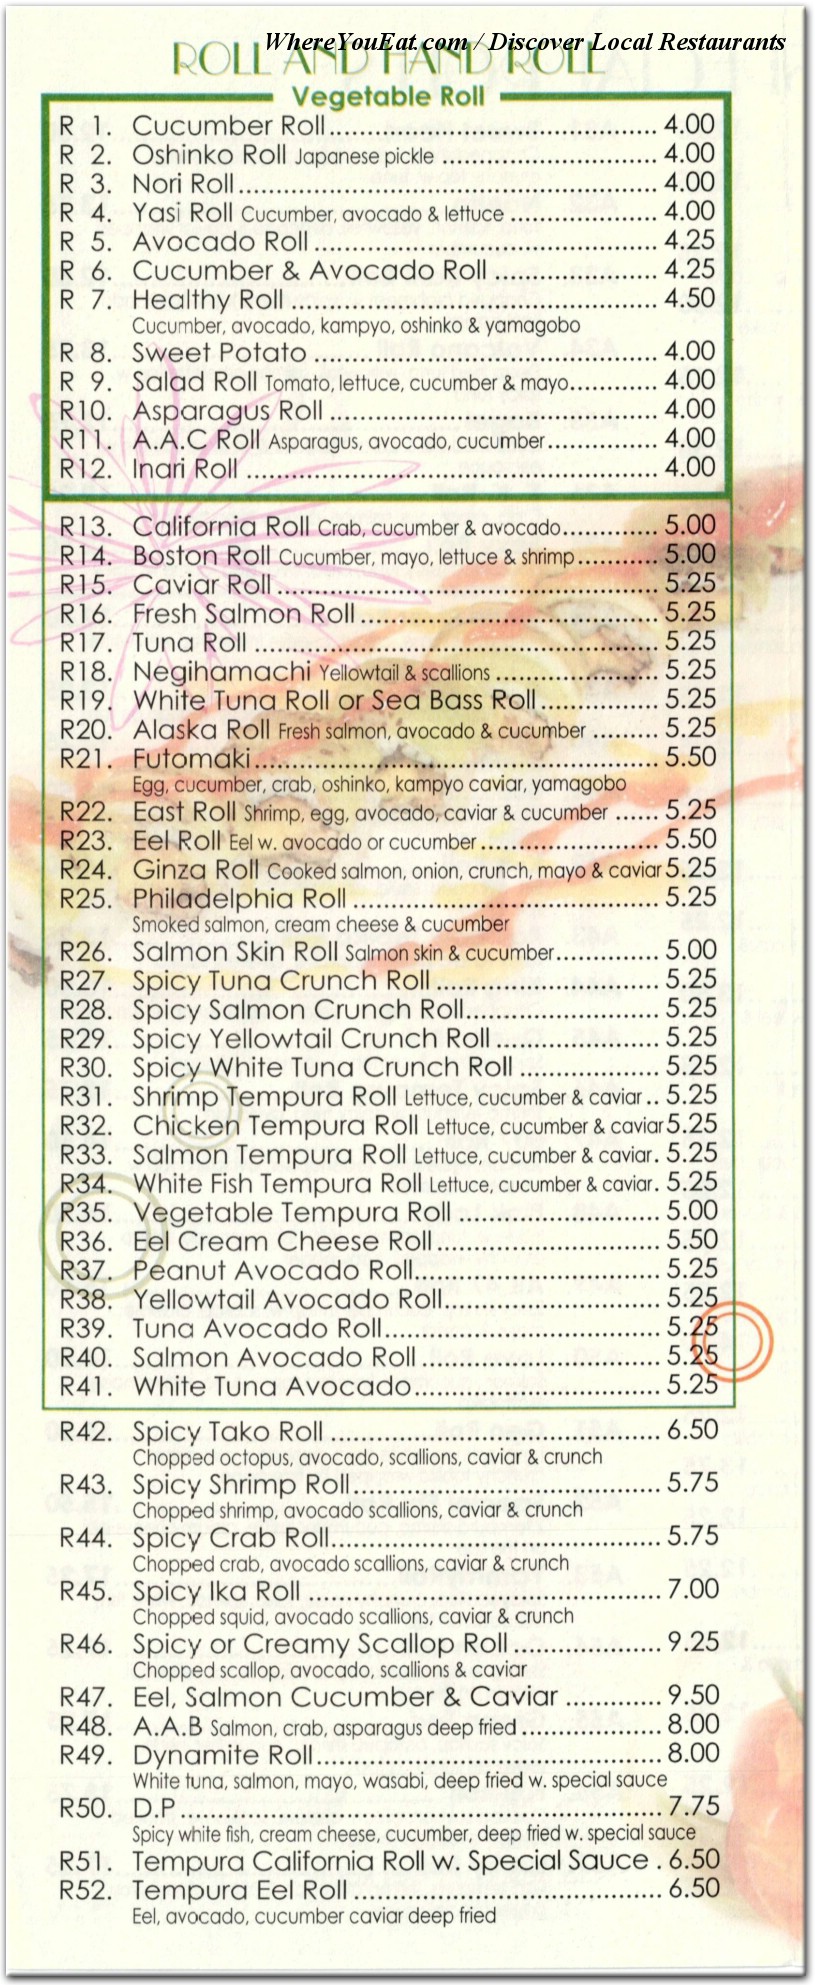 WhereYouEat.com / Discover Local Restaurants
ROLL AND HAND ROLL
Vegetable Roll
R 1. Cucumber Roll 4.00
R 2. Oshinko Roll Japanese pickle 4.00
R 3. Nori Roll 4.00
R 4. Yasi Roll Cucumber, avocado & lettuce 4.00
R 5. Avocado Roll 4.25
R 6. Cucumber & Avocado Roll 4.25
R 7. Healthy Roll 4.50
Cucumber, avocado, kampyo, oshinko & yamagobo
R 8. Sweet Potato 4.00
R 9. Salad Roll Tomato, lettuce, cucumber & mayo 4.00
R10. Asparagus Roll 4.00
R11. A.A.C Roll Asparagus, avocado, cucumber 4.00
R12. Inari Roll 4.00
R13. California Roll Crab, cucumber & avocado 5.00
R14. Boston Roll Cucumber, mayo, lettuce & shrimp 5.00
R15. Caviar Roll 5.25
R16. Fresh Salmon Roll 5.25
R17. Tuna Roll 5.25
R18. Negihamachi Yellowtail & scallions 5.25
R19. White Tuna Roll or Sea Bass Roll 5.25
R20. Alaska Roll Fresh salmon, avocado & cucumber 5.25
R21. Futomaki 5.50
Egg, cucumber, crab, oshinko, kampyo caviar, yamagobo
R22. East Roll Shrimp, egg, avocado, caviar & cucumber 5.25
R23. Eel Roll Eel w. avocado or cucumber 5.50
R24. Ginza Roll Cooked salmon, onion, crunch, mayo & caviar 5.25
R25. Philadelphia Roll 5.25
Smoked salmon, cream cheese & cucumber
R26. Salmon Skin Roll Salmon skin & cucumber 5.00
R27. Spicy Tuna Crunch Roll 5.25
R28. Spicy Salmon Crunch Roll 5.25
R29. Spicy Yellowtail Crunch Roll 5.25
R30. Spicy White Tuna Crunch Roll 5.25
R31. Shrimp Tempura Roll Lettuce, cucumber & caviar 5.25
R32. Chicken Tempura Roll Lettuce, cucumber & caviar 5.25
R33. Salmon Tempura Roll Lettuce, cucumber & caviar 5.25
R34. White Fish Tempura Roll Lettuce, cucumber & caviar 5.25
R35. Vegetable Tempura Roll 5.00
R36. Eel Cream Cheese Roll 5.50
R37. Peanut Avocado Roll 5.25
R38. Yellowtail Avocado Roll 5.25
R39. Tuna Avocado Roll 5.25
R40. Salmon Avocado Roll 5.25
R41. White Tuna Avocado 5.25
R42. Spicy Tako Roll 6.50
Chopped octopus, avocado, scallions, caviar & crunch
R43. Spicy Shrimp Roll 5.75
Chopped shrimp, avocado scallions, caviar & crunch
R44. Spicy Crab Roll 5.75
Chopped crab, avocado scallions, caviar & crunch
R45. Spicy Ika Roll 7.00
Chopped squid, avocado scallions, caviar & crunch
R46. Spicy or Creamy Scallop Roll 9.25
Chopped scallop, avocado, scallions & caviar
R47. Eel, Salmon Cucumber & Caviar 9.50
R48. A.A.B Salmon, crab, asparagus deep fried 8.00
R49. Dynamite Roll 8.00
White tuna, salmon, mayo, wasabi, deep fried w. special sauce
R50. D.P 7.75
Spicy white fish, cream cheese, cucumber, deep fried w. special sauce
R51. Tempura California Roll w. Special Sauce 6.50
R52. Tempura Eel Roll 6.50
Eel, avocado, cucumber caviar deep fried